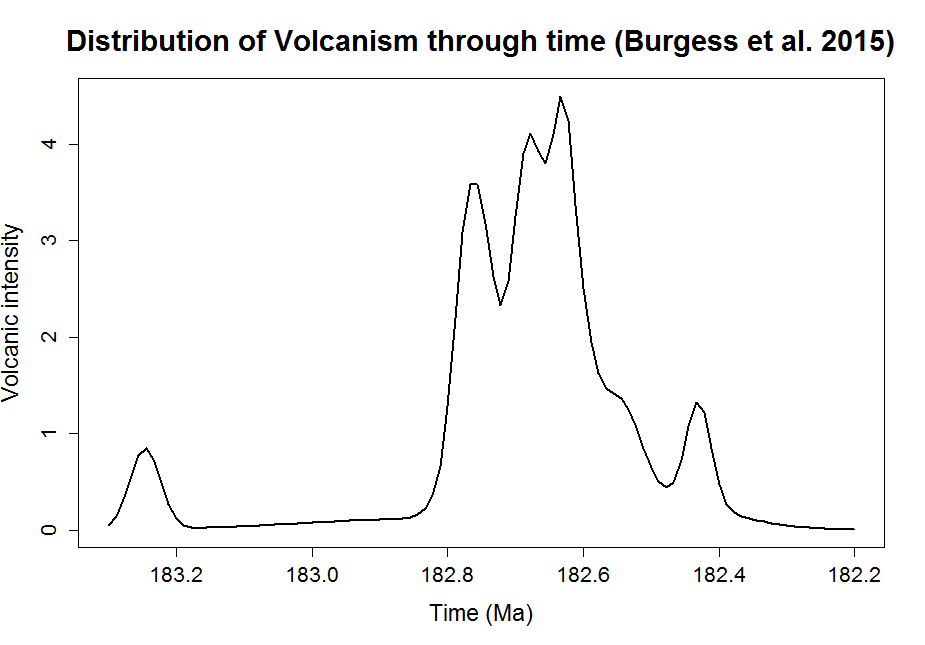 Distribution of Volcanism through time (Burgess et al. 2015)
Volcanic intensity
4
3
2
1
0
183.2 183.0 182.8 182.6 182.4 182.2
Time (Ma)